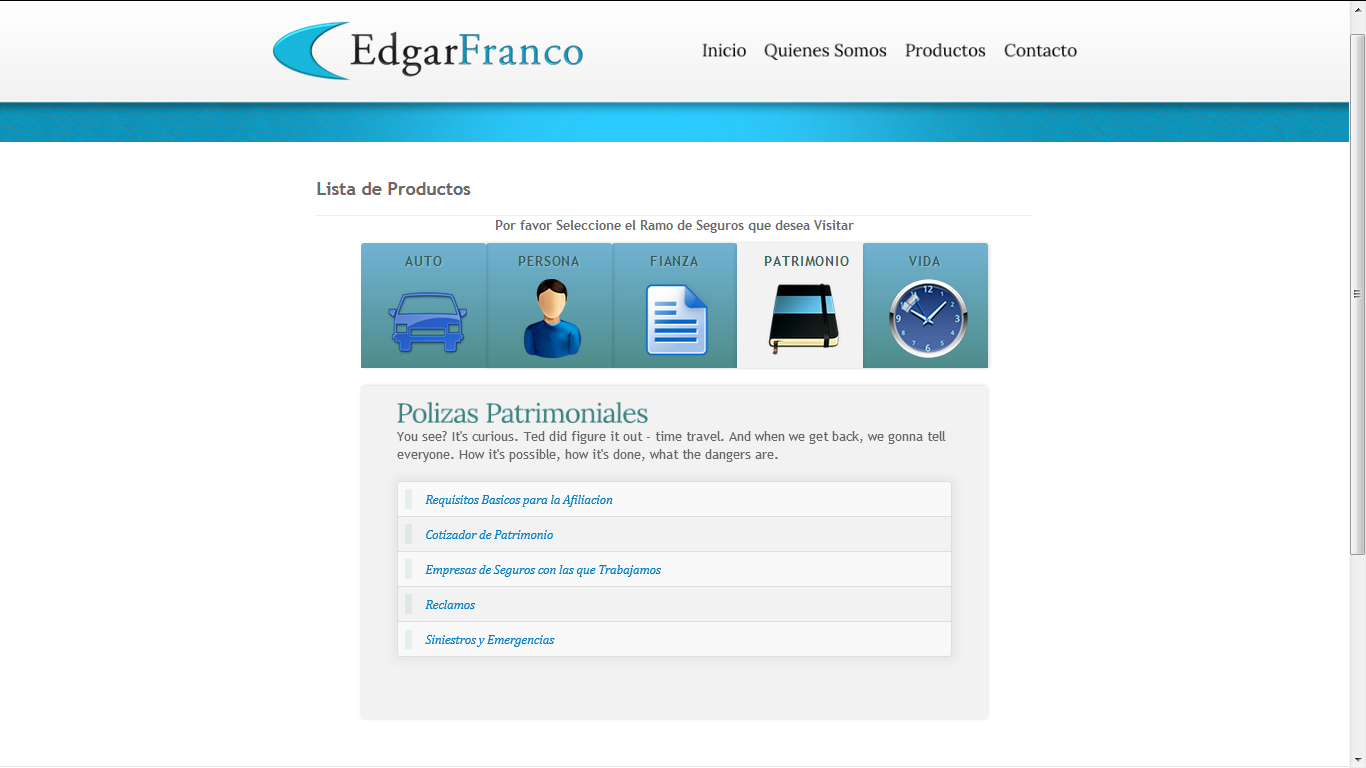 EdgarFranco
Inicio Quienes Somos Productos Contacto
Lista de Productos
Por favor Seleccione el Ramo de Seguros que desea Visitar
AUTO PERSONA FIANZA PATRIMONIO VIDA
12
1
2
3
4
5
6
7
8
9
Polizas Patrimoniales
You see? It's curious. Ted did figure it out - time travel. And when we get back, we gonna tell
everyone. How it's possible, how it's done, what the dangers are.
Requisitos Basicos para la Afiliacion
Cotizador de Patrimonio
Empresas de Seguros con las que Trabajamos
Reclamos
Siniestros y Emergencias